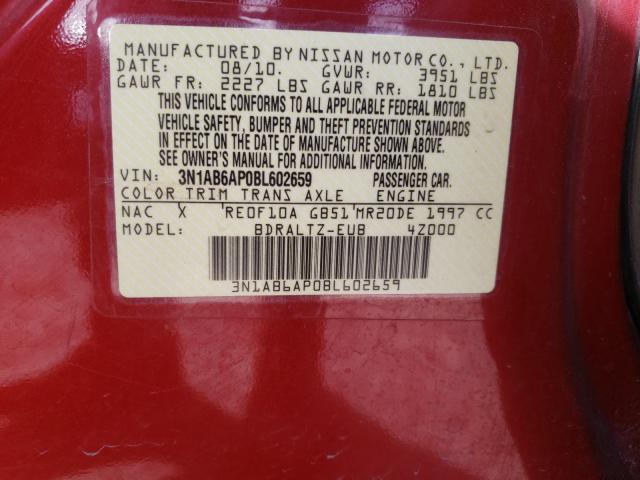 MANUFACTURED BY NISSAN MOTOR CO., LTD.
DATE: 08/10. GVWR: 3951 LBS
GAWR FR: 2227 LBS GAWR RR: 1810 LBS
THIS VEHICLE CONFORMS TO ALL APPLICABLE FEDERAL MOTOR
VEHICLE SAFETY, BUMPER AND THEFT PREVENTION STANDARDS
IN EFFECT ON THE DATE OF MANUFACTURE SHOWN ABOVE.
SEE OWNER'S MANUAL FOR ADDITIONAL INFORMATION.
VIN: 3N1AB6AP0BL602659 PASSENGER CAR.
COLOR TRIM TRANS AXLE ENGINE
NAC X RE0F10A GB51 MR20DE 1997 CC
MODEL: BDRALTZ-EUB 4Z000
3N1AB6AP0BL602659